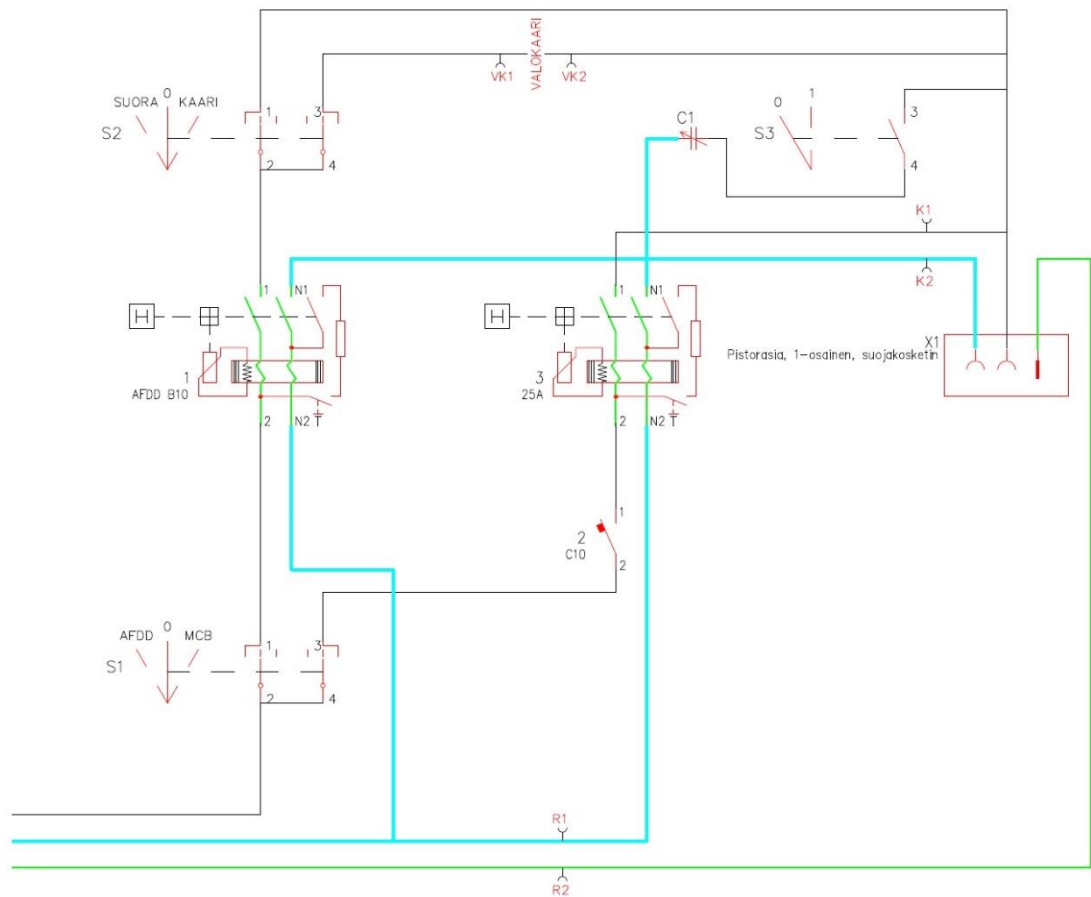 VALOKAARI
VK1
VK2
SUORA 0 KAARI
S2
1
3
2
4
C1
0
1
S3
3
4
K1
K2
1
N1
H
1
AFDD B10
2
N2
T
1
N1
H
3
25A
2
N2
T
X1
Pistorasia, 1-osainen, suojakosketin
1
2
C10
2
AFDD 0 MCB
S1
1
3
2
4
R1
R2